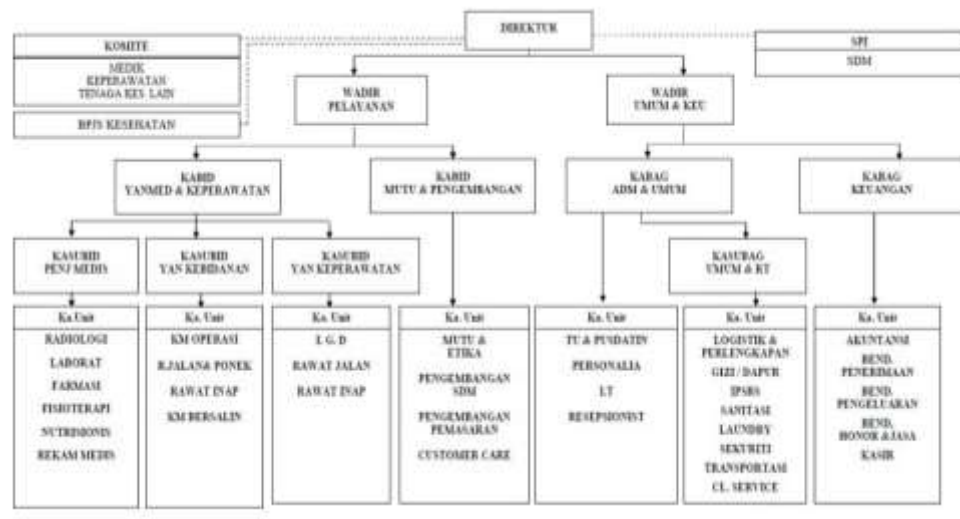 DIREKTUR
KOMITE
MEDIK
KEPERAWATAN
TENAGA KES. LAIN
BPJS KESEHATAN
SPI
SDM
WADIR
PELAYANAN
WADIR
UMUM & KEU
KABID
YANMED & KEPERAWATAN
KABID
MUTU & PENGEMBANGAN
KABAG
ADM & UMUM
KABAG
KEUANGAN
KASUBID
PENJ MEDIS
KASUBID
YAN KEBIDANAN
KASUBID
YAN KEPERAWATAN
KASUBAG
UMUM & RT
Ka. Unit
RADIOLOGI
LABORAT
FARMASI
FISIOTERAPI
NUTRISIONIS
REKAM MEDIS
Ka. Unit
KM OPERASI
R.JALAN& PONEK
RAWAT INAP
KM BERSALIN
Ka. Unit
I. G. D
RAWAT JALAN
RAWAT INAP
Ka. Unit
MUTU &
ETIKA
PENGEMBANGAN
SDM
PENGEMBANGAN
PEMASARAN
CUSTOMER CARE
Ka. Unit
TU & PUSDATIN
PERSONALIA
RESEPSIONIST
Ka. Unit
LOGISTIK &
PERLENGKAPAN
GIZI / DAPUR
IPSRS
SANITASI
LAUNDRY
SEKURITI
TRANSPORTASI
CL. SERVICE
Ka. Unit
AKUNTANSI
BEND.
PENERIMAAN
BEND.
PENGELUARAN
BEND.
HONOR &JASA
KASIR